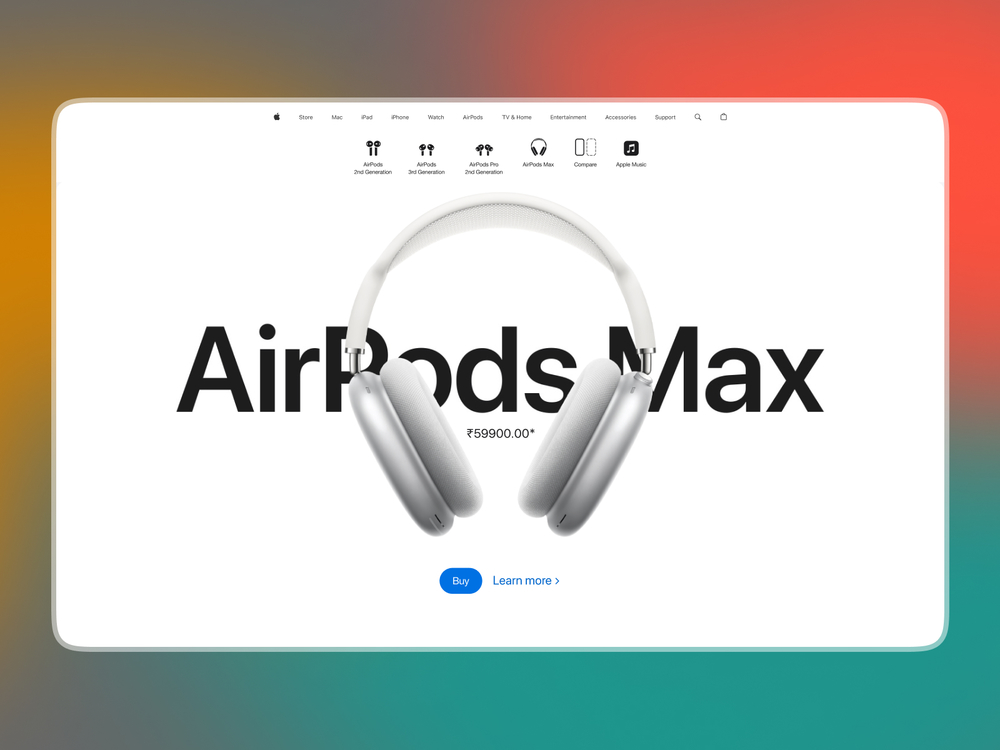 Store Mac iPad iPhone Watch AirPods TV & Home Entertainment Accessories Support
AirPods
2nd Generation
AirPods
3rd Generation
AirPods Pro
2nd Generation
AirPods Max
Compare
Apple Music
AirPods Max
₹59900.00*
Buy Learn more >